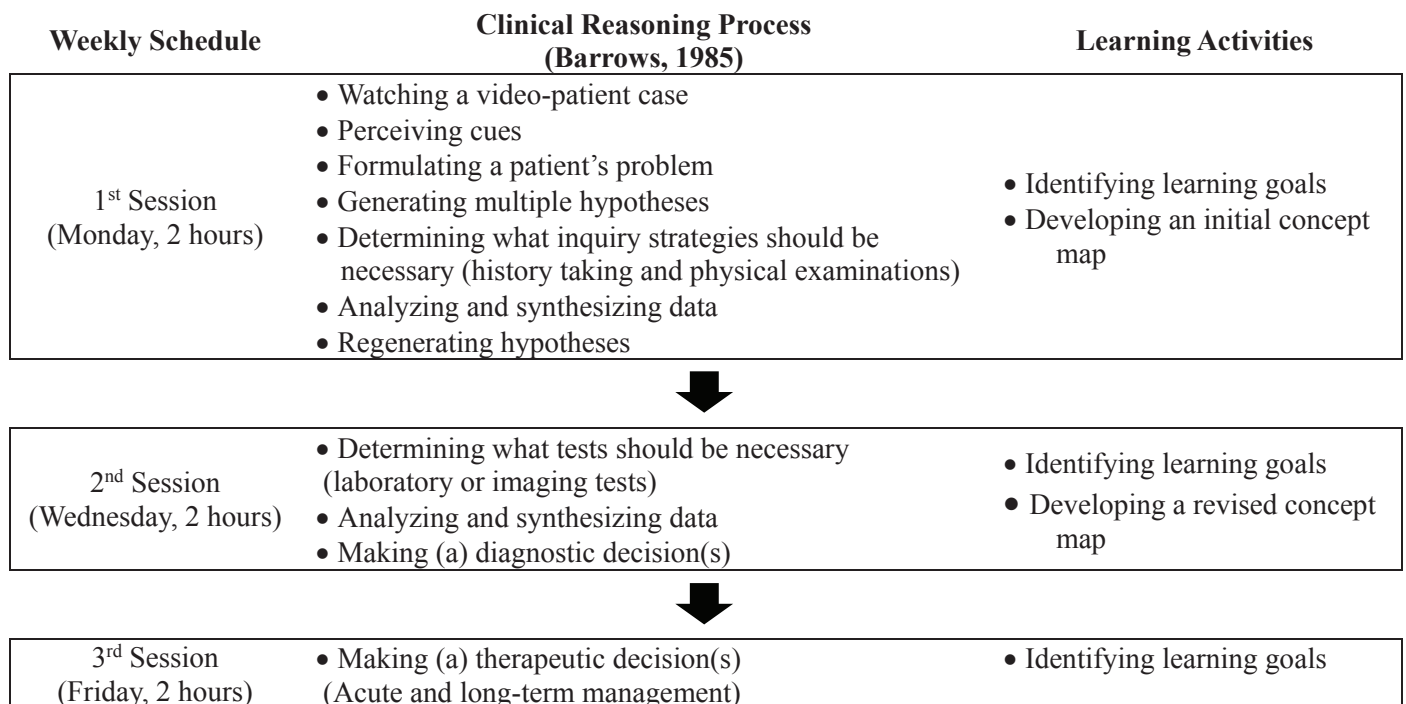 Weekly Schedule
Clinical Reasoning Process
(Barrows, 1985)
Learning Activities
1st Session
(Monday, 2 hours)
• Watching a video-patient case
• Perceiving cues
• Formulating a patient’s problem
• Generating multiple hypotheses
• Determining what inquiry strategies should be
necessary (history taking and physical examinations)
• Analyzing and synthesizing data
• Regenerating hypotheses
• Identifying learning goals
• Developing an initial concept
map
2nd Session
(Wednesday, 2 hours)
• Determining what tests should be necessary
(laboratory or imaging tests)
• Analyzing and synthesizing data
• Making (a) diagnostic decision(s)
• Identifying learning goals
• Developing a revised concept
map
3rd Session
(Friday, 2 hours)
• Making (a) therapeutic decision(s)
(Acute and long-term management)
• Identifying learning goals